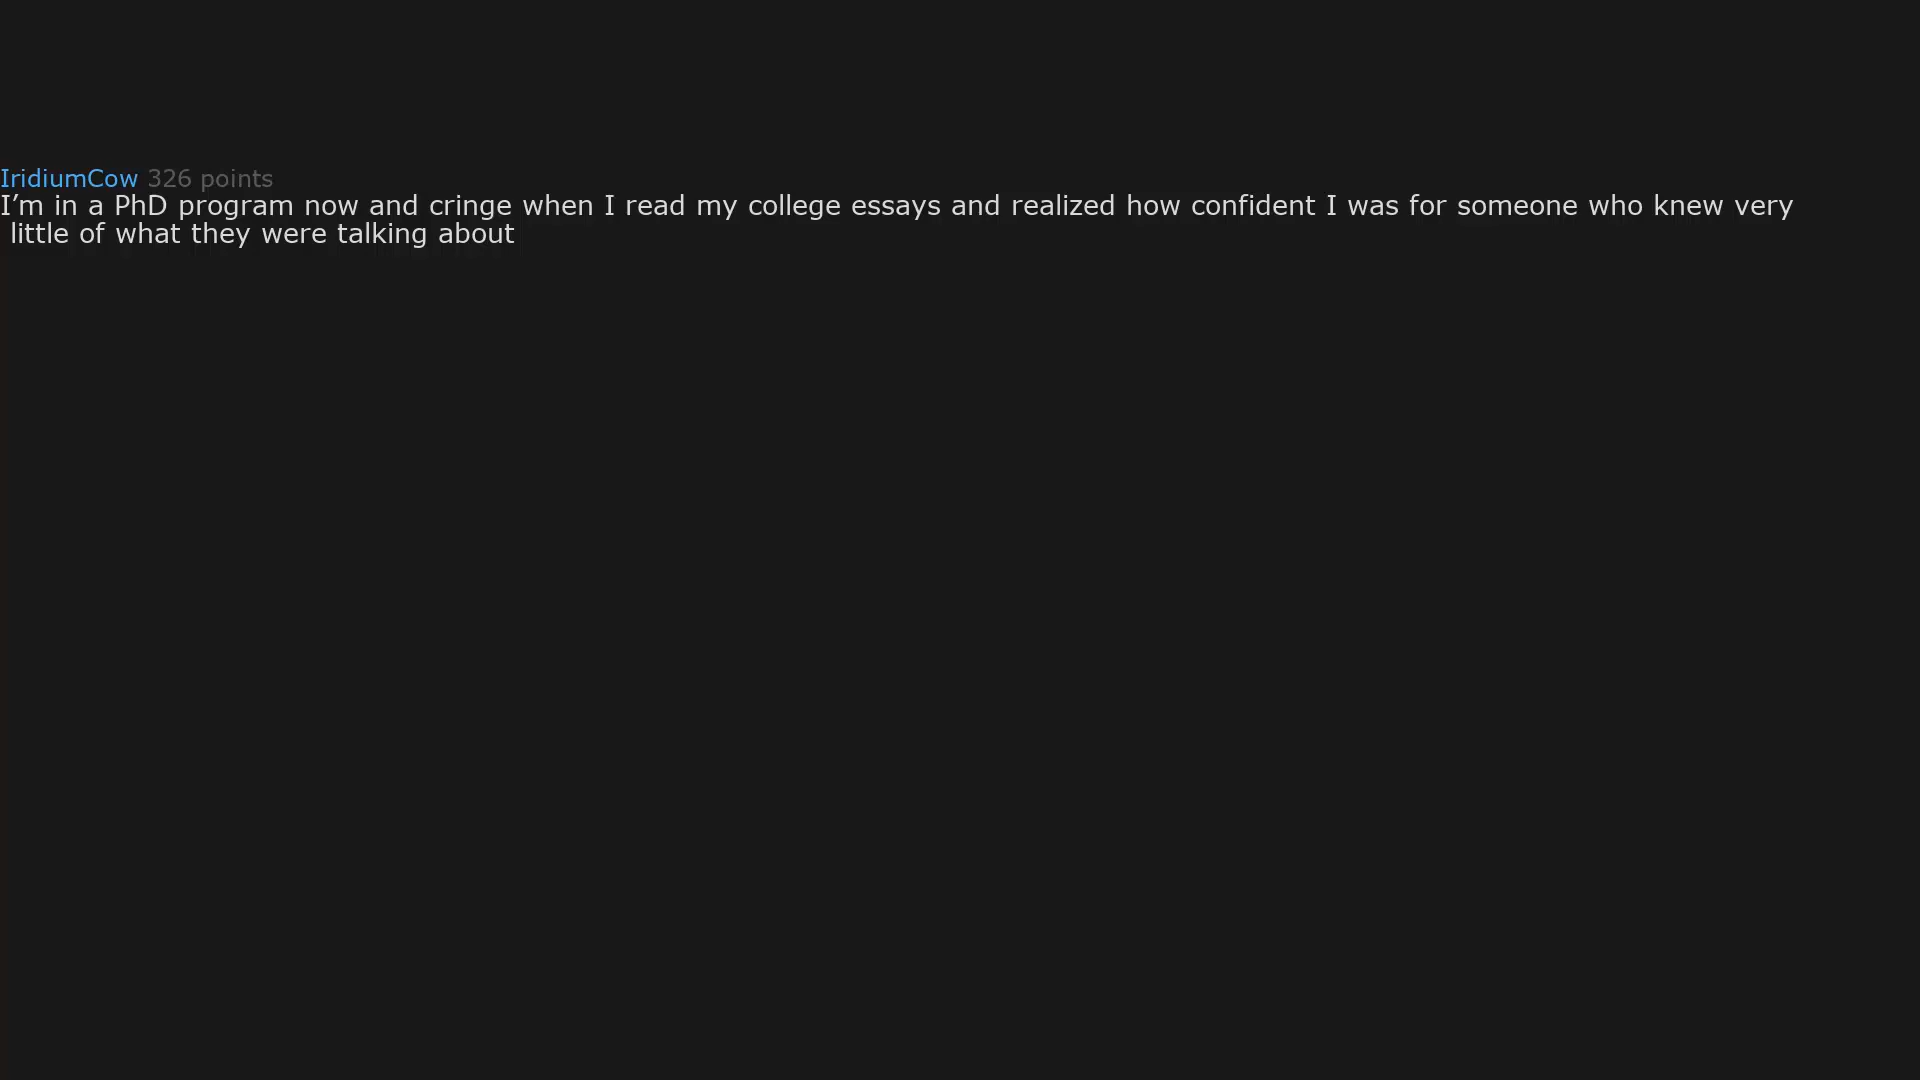 IridiumCow 326 points
I’m in a PhD program now and cringe when I read my college essays and realized how confident I was for someone who knew very
little of what they were talking about